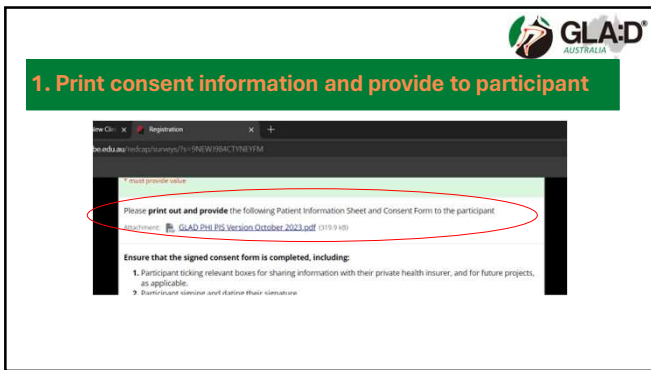 GLA:D®
AUSTRALIA
1. Print consent information and provide to participant
Registration
be.edu.au/redcap/surveys/?s=9NEWJ9B4CTYNEYFM
* must provide value
Please print out and provide the following Patient Information Sheet and Consent Form to the participant
Attachment: GLAD PHI PIS Version October 2023.pdf (319.9 kB)
Ensure that the signed consent form is completed, including:
1. Participant ticking relevant boxes for sharing information with their private health insurer, and for future projects,
as applicable.
2. Participant signing and dating their signature